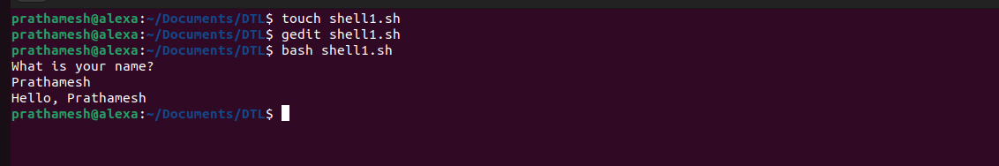 prathamesh@alexa:~/Documents/DTL$ touch shell1.sh
prathamesh@alexa:~/Documents/DTL$ gedit shell1.sh
prathamesh@alexa:~/Documents/DTL$ bash shell1.sh
What is your name?
Prathamesh
Hello, Prathamesh
prathamesh@alexa:~/Documents/DTL$